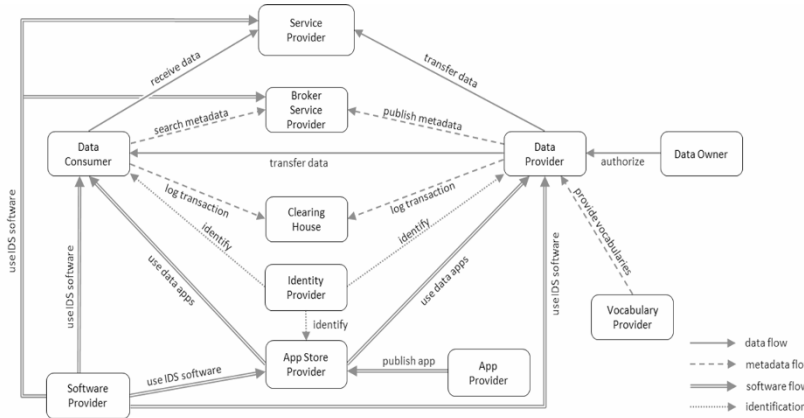 Service
Provider
receive data
transfer data
Broker
Service
Provider
search metadata
publish metadata
Data
Consumer
Data
Provider
Data Owner
authorize
transfer data
log transaction
log transaction
Clearing
House
provide vocabularies
identify
identify
use IDS software
use IDS software
use data apps
use data apps
use IDS software
Identity
Provider
identify
Vocabulary
Provider
App Store
Provider
publish app
App
Provider
use IDS software
Software
Provider
data flow
metadata flo
software flow
identification